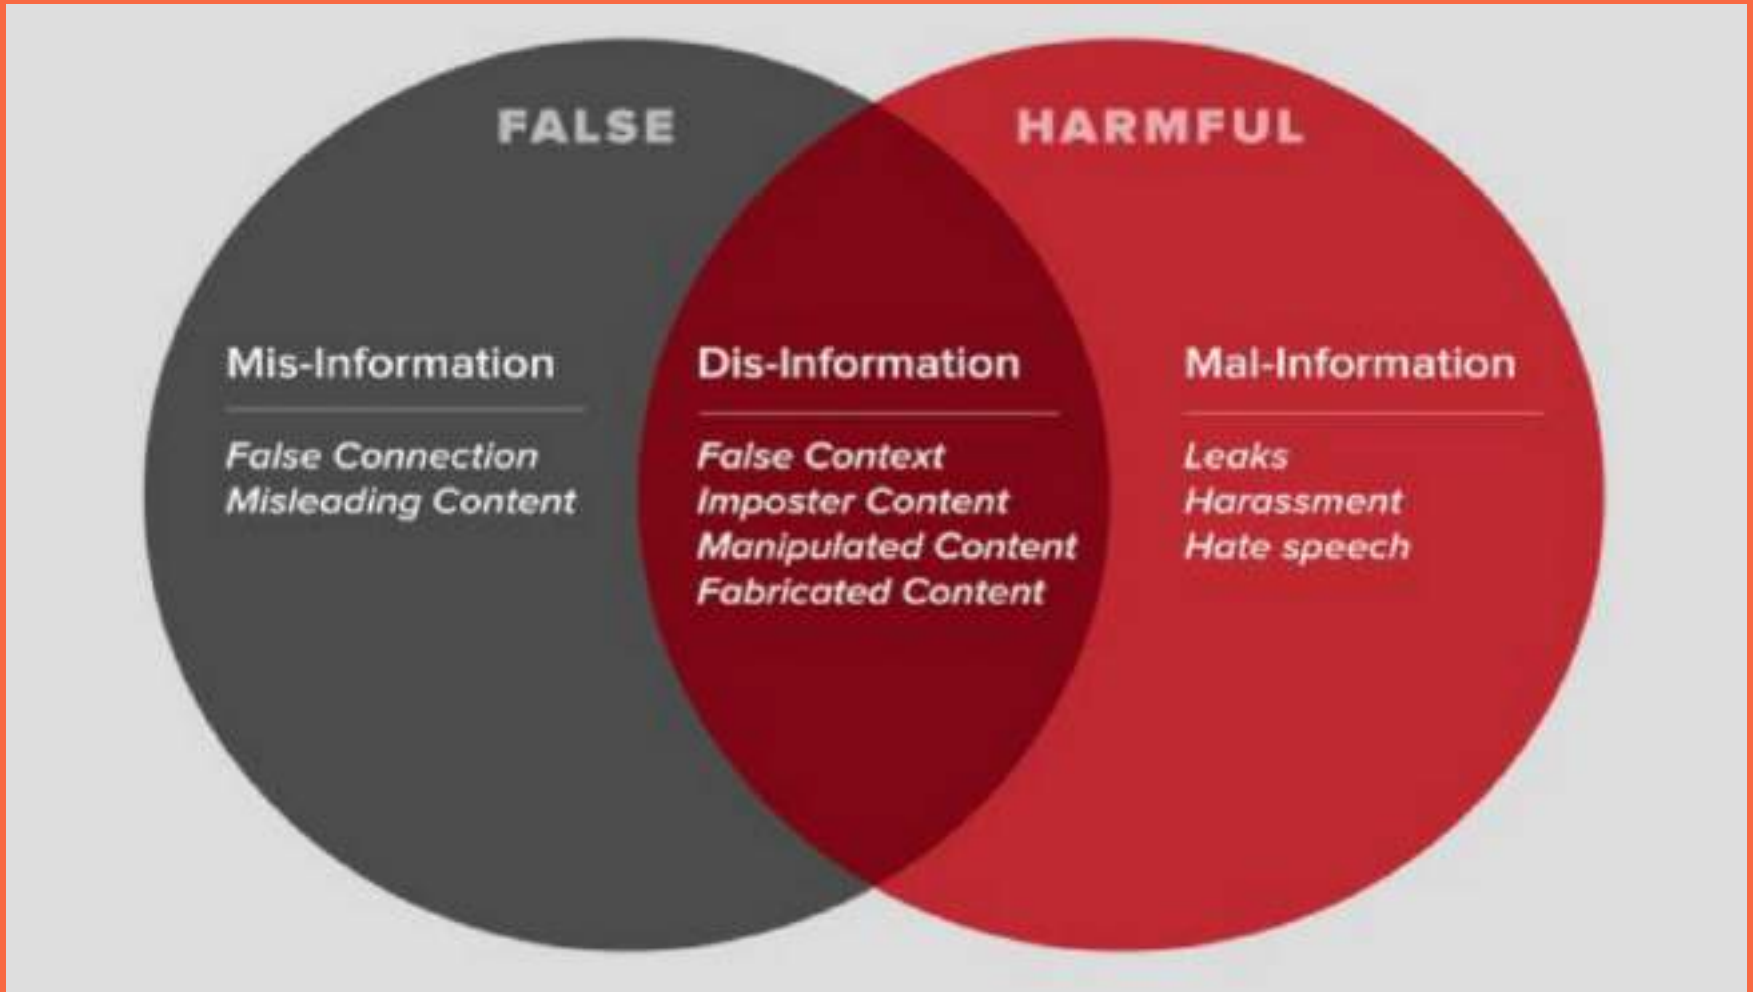 FALSE
HARMFUL
Mis-Information
False Connection
Misleading Content
Dis-Information
False Context
Imposter Content
Manipulated Content
Fabricated Content
Mal-Information
Leaks
Harassment
Hate speech